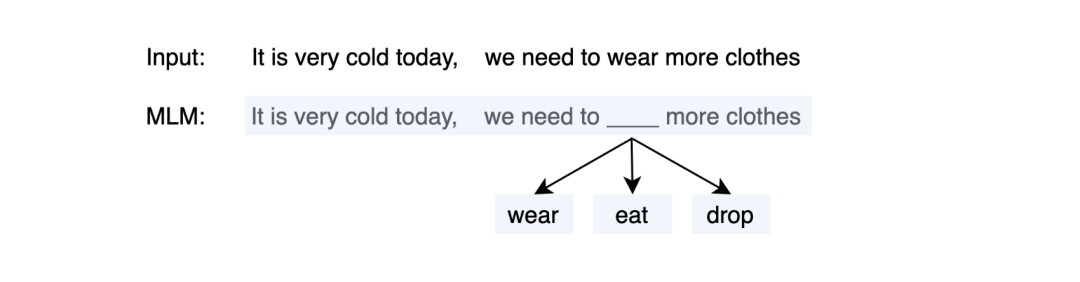 Input: It is very cold today, we need to wear more clothes
MLM: It is very cold today, we need to ____ more clothes
wear eat drop